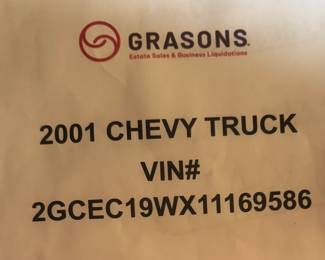 GRASONS.
Estate Sales & Business Liquidations
2001 CHEVY TRUCK
VIN#
2GCEC19WX11169586